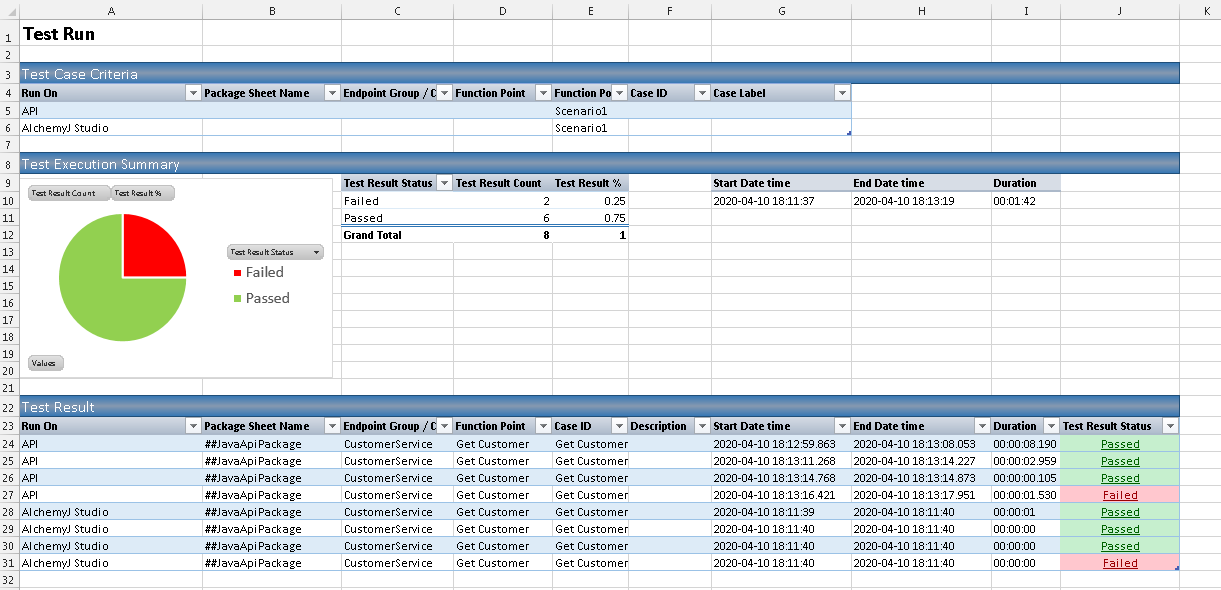 A B C D E F G H I J K
1 Test Run
2
3 Test Case Criteria
4 Run On Package Sheet Name Endpoint Group / C Function Point Function Po Case ID Case Label
5 API Scenario1
6 AlchemyJ Studio Scenario1
7
8 Test Execution Summary
9 Test Result Status Test Result Count Test Result % Start Date time End Date time Duration
Test Result Count Test Result %
10 Failed 2 0.25 2020-04-10 18:11:37 2020-04-10 18:13:19 00:01:42
11 Passed 6 0.75
12 Grand Total 8 1
13 Test Result Status
14 Failed
15
16 Passed
17
18
19
20 Values
21
22 Test Result
23 Run On Package Sheet Name Endpoint Group / C Function Point Case ID Description Start Date time End Date time Duration Test Result Status
24 API ##JavaApiPackage CustomerService Get Customer Get Customer 2020-04-10 18:12:59.863 2020-04-10 18:13:08.053 00:00:08.190 Passed
25 API ##JavaApiPackage CustomerService Get Customer Get Customer 2020-04-10 18:13:11.268 2020-04-10 18:13:14.227 00:00:02.959 Passed
26 API ##JavaApiPackage CustomerService Get Customer Get Customer 2020-04-10 18:13:14.768 2020-04-10 18:13:14.873 00:00:00.105 Passed
27 API ##JavaApiPackage CustomerService Get Customer Get Customer 2020-04-10 18:13:16.421 2020-04-10 18:13:17.951 00:00:01.530 Failed
28 AlchemyJ Studio ##JavaApiPackage CustomerService Get Customer Get Customer 2020-04-10 18:11:39 2020-04-10 18:11:40 00:00:01 Passed
29 AlchemyJ Studio ##JavaApiPackage CustomerService Get Customer Get Customer 2020-04-10 18:11:40 2020-04-10 18:11:40 00:00:00 Passed
30 AlchemyJ Studio ##JavaApiPackage CustomerService Get Customer Get Customer 2020-04-10 18:11:40 2020-04-10 18:11:40 00:00:00 Passed
31 AlchemyJ Studio ##JavaApiPackage CustomerService Get Customer Get Customer 2020-04-10 18:11:40 2020-04-10 18:11:40 00:00:00 Failed
32